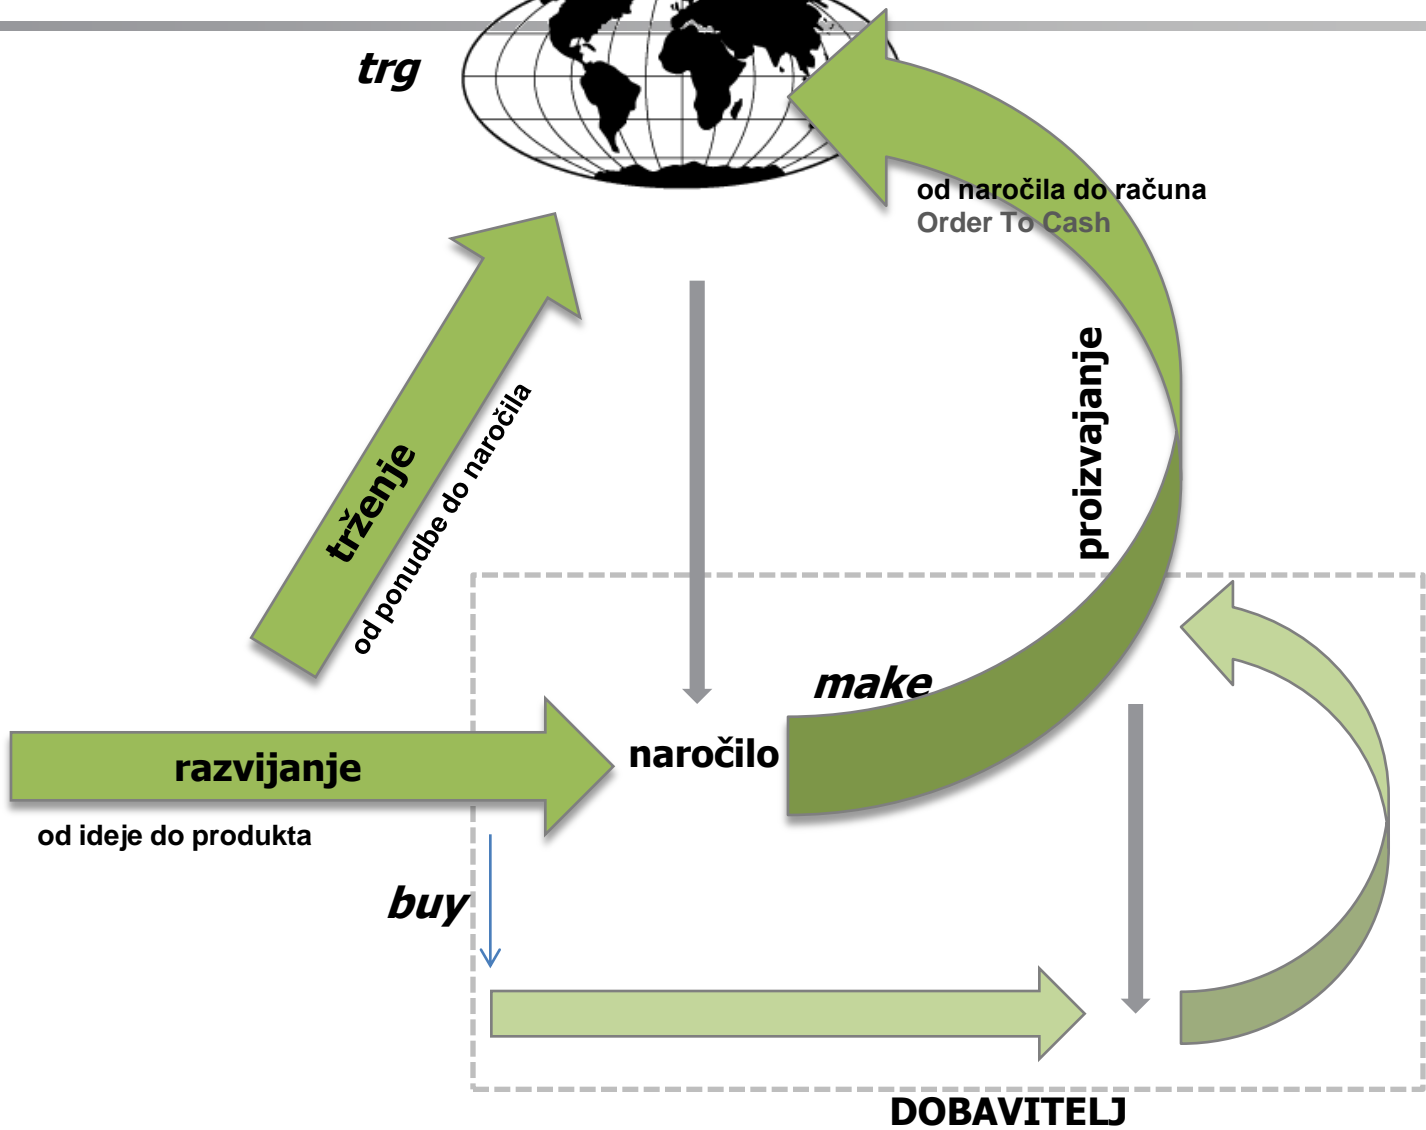 trg
od naročila do računa
Order To Cash
proizvajanje
trženje
od ponudbe do naročila
make
naročilo
razvijanje
od ideje do produkta
buy
DOBAVITELJ